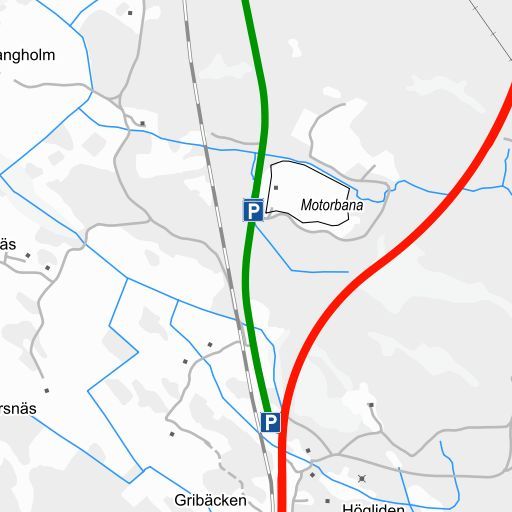 angholm
Motorbana
P
äs
rsnäs
P
Gribäcken
Högliden